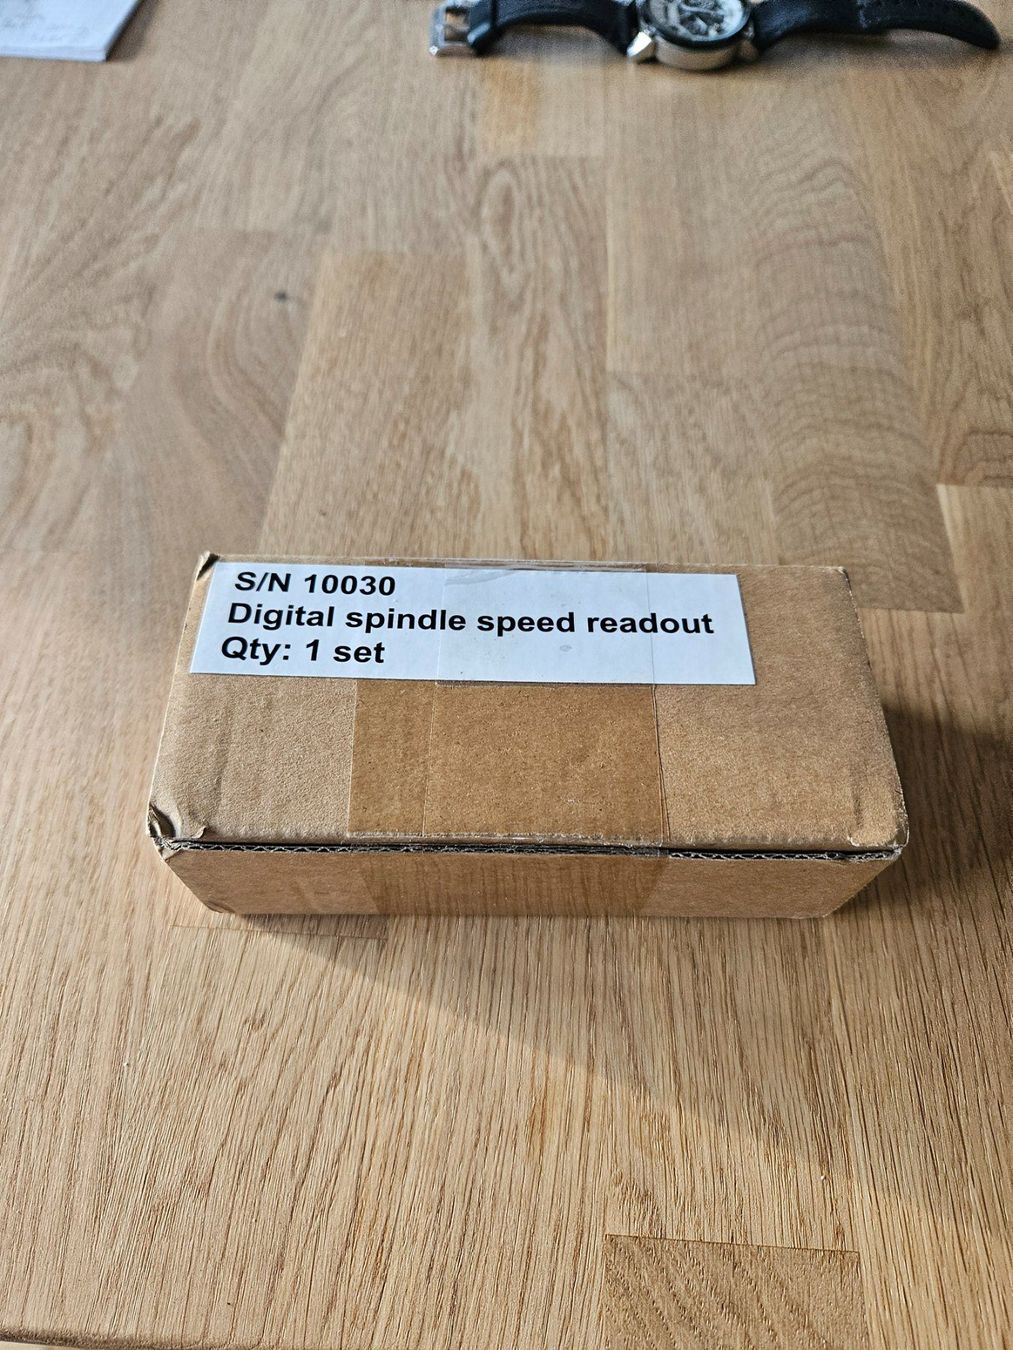 S/N 10030
Digital spindle speed readout
Qty: 1 set